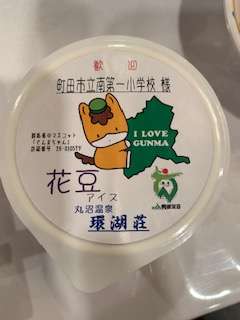 歓迎
町田市立南第一小学校 様
群馬県のマスコット
「ぐんまちゃん」
I LOVE
GUNMA
花豆
アイス
丸沼温泉
環湖荘